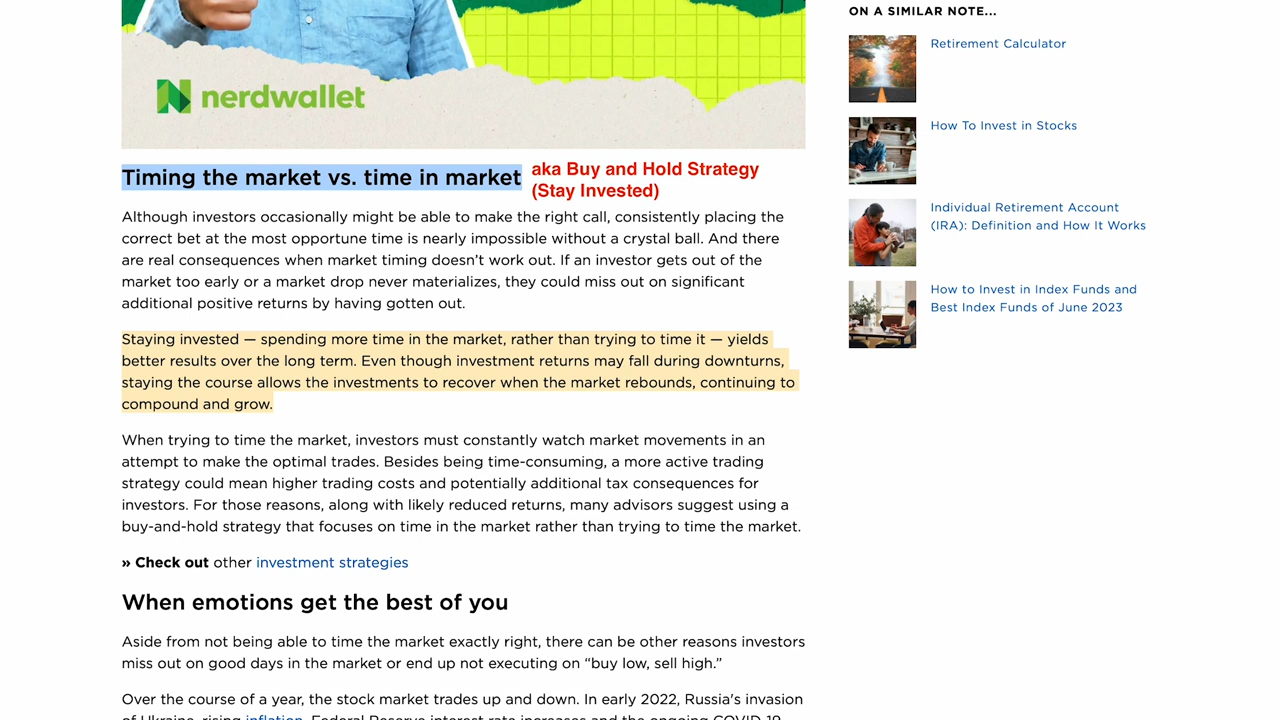 nerdwallet
Timing the market vs. time in market
aka Buy and Hold Strategy
(Stay Invested)
Although investors occasionally might be able to make the right call, consistently placing the
correct bet at the most opportune time is nearly impossible without a crystal ball. And there
are real consequences when market timing doesn’t work out. If an investor gets out of the
market too early or a market drop never materializes, they could miss out on significant
additional positive returns by having gotten out.
Staying invested — spending more time in the market, rather than trying to time it — yields
better results over the long term. Even though investment returns may fall during downturns,
staying the course allows the investments to recover when the market rebounds, continuing to
compound and grow.
When trying to time the market, investors must constantly watch market movements in an
attempt to make the optimal trades. Besides being time-consuming, a more active trading
strategy could mean higher trading costs and potentially additional tax consequences for
investors. For those reasons, along with likely reduced returns, many advisors suggest using a
buy-and-hold strategy that focuses on time in the market rather than trying to time the market.
» Check out other investment strategies
When emotions get the best of you
Aside from not being able to time the market exactly right, there can be other reasons investors
miss out on good days in the market or end up not executing on “buy low, sell high.”
Over the course of a year, the stock market trades up and down. In early 2022, Russia's invasion
of Ukraine, rising inflation, Federal Reserve interest rate increases and the ongoing COVID-19
ON A SIMILAR NOTE...
Retirement Calculator
How To Invest in Stocks
Individual Retirement Account
(IRA): Definition and How It Works
How to Invest in Index Funds and
Best Index Funds of June 2023